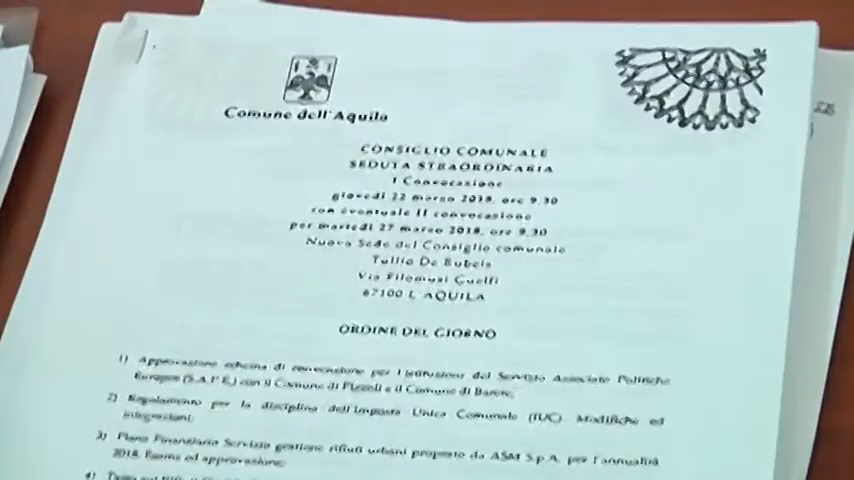 Comune dell'Aquila
CONSIGLIO COMUNALE
SEDUTA STRAORDINARIA
I Convocazione
giovedì 22 marzo 2018, ore 9,30
con eventuale II convocazione
per martedì 27 marzo 2018, ore 9,30
Nuova Sede del Consiglio comunale
Tullio De Rubeis
Via Filomusi Guelfi
67100 L'AQUILA
ORDINE DEL GIORNO
1) Approvazione schema di convenzione per l'istituzione del Servizio Associato Politiche
Europee (S.A.P.E.) con il Comune di Pizzoli e il Comune di Barete;
2) Regolamento per la disciplina dell'Imposta Unica Comunale (IUC). Modifiche ed
integrazioni;
3) Piano Finanziario Servizio gestione rifiuti urbani proposto da ASM S.p.A. per l'annualità
2018. Esame ed approvazione;
4)